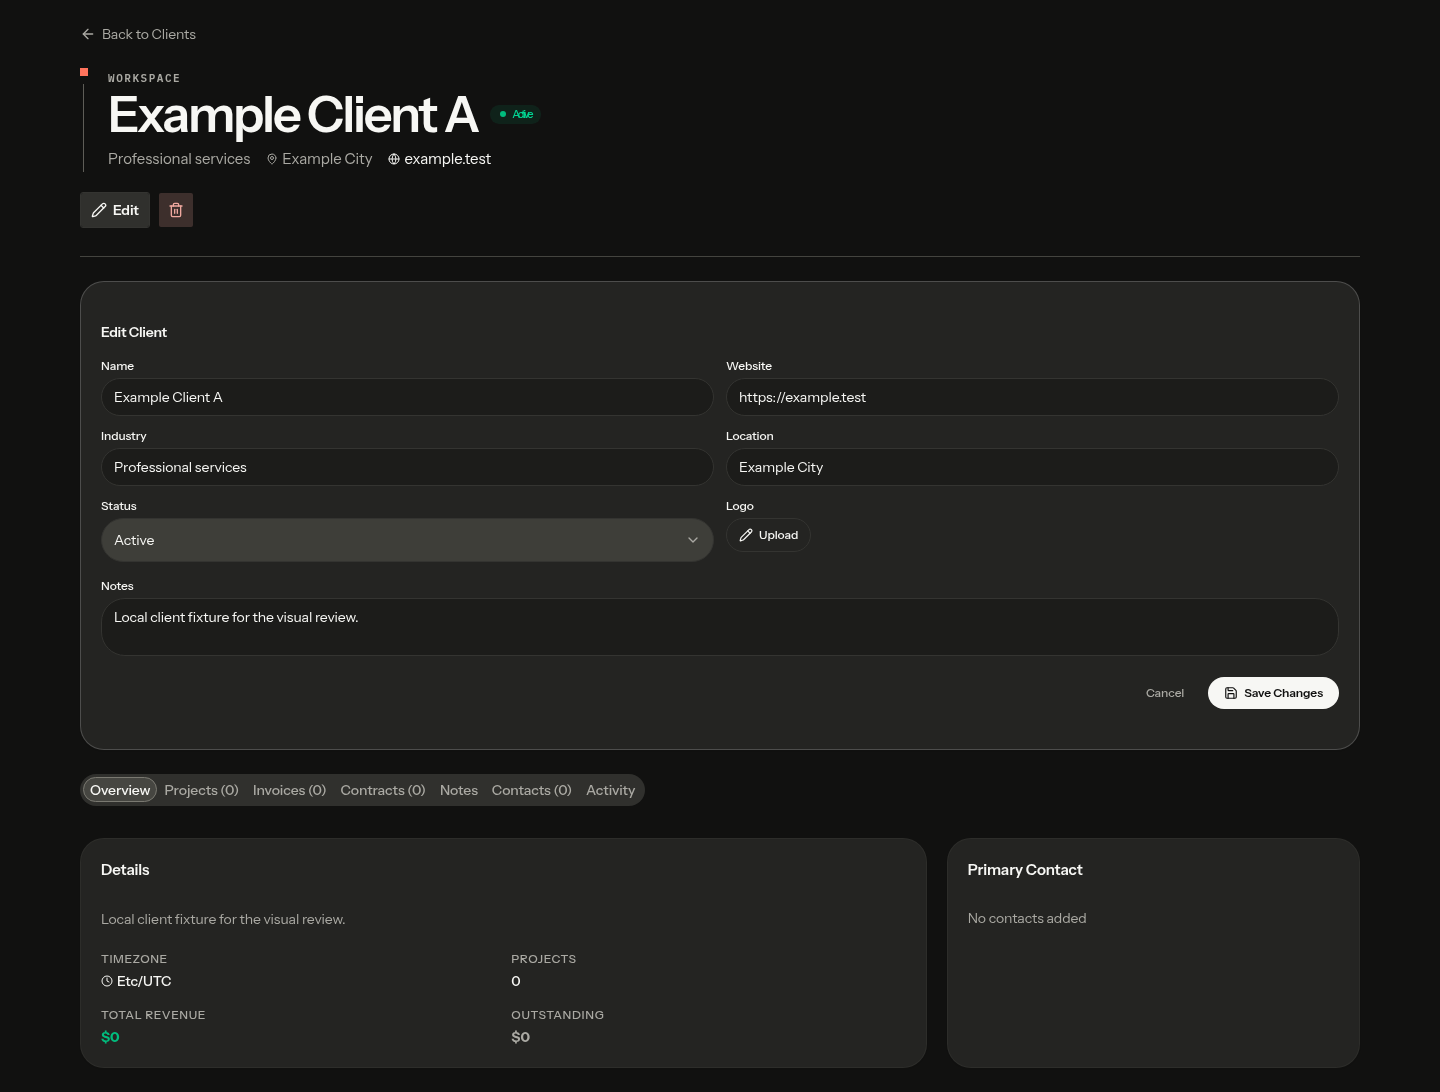 Back to Clients
WORKSPACE
Example Client A Active
Professional services Example City example.test
Edit
Edit Client
Name Website
Example Client A https://example.test
Industry Location
Professional services Example City
Status Logo
Active Upload
Notes
Local client fixture for the visual review.
Cancel Save Changes
Overview Projects (0) Invoices (0) Contracts (0) Notes Contacts (0) Activity
Details Primary Contact
Local client fixture for the visual review. No contacts added
TIMEZONE PROJECTS
Etc/UTC 0
TOTAL REVENUE OUTSTANDING
$0 $0